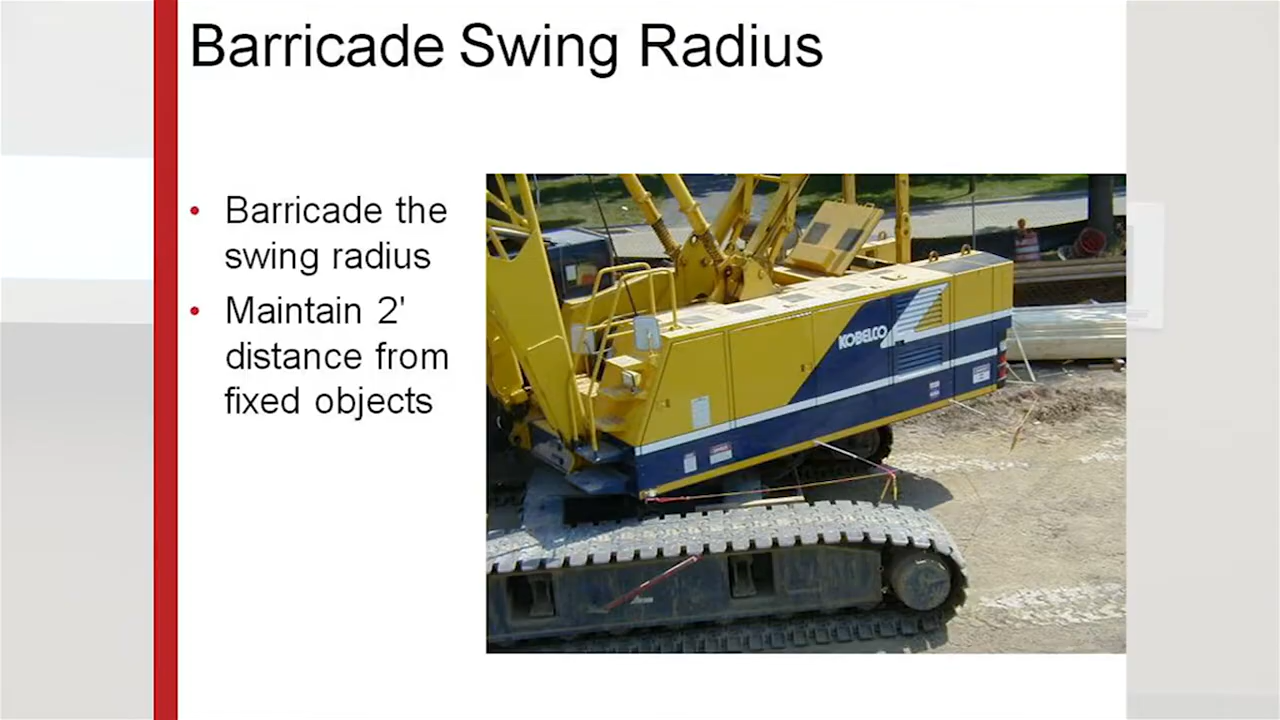 Barricade Swing Radius
• Barricade the
swing radius
• Maintain 2'
distance from
fixed objects
KOBELCO